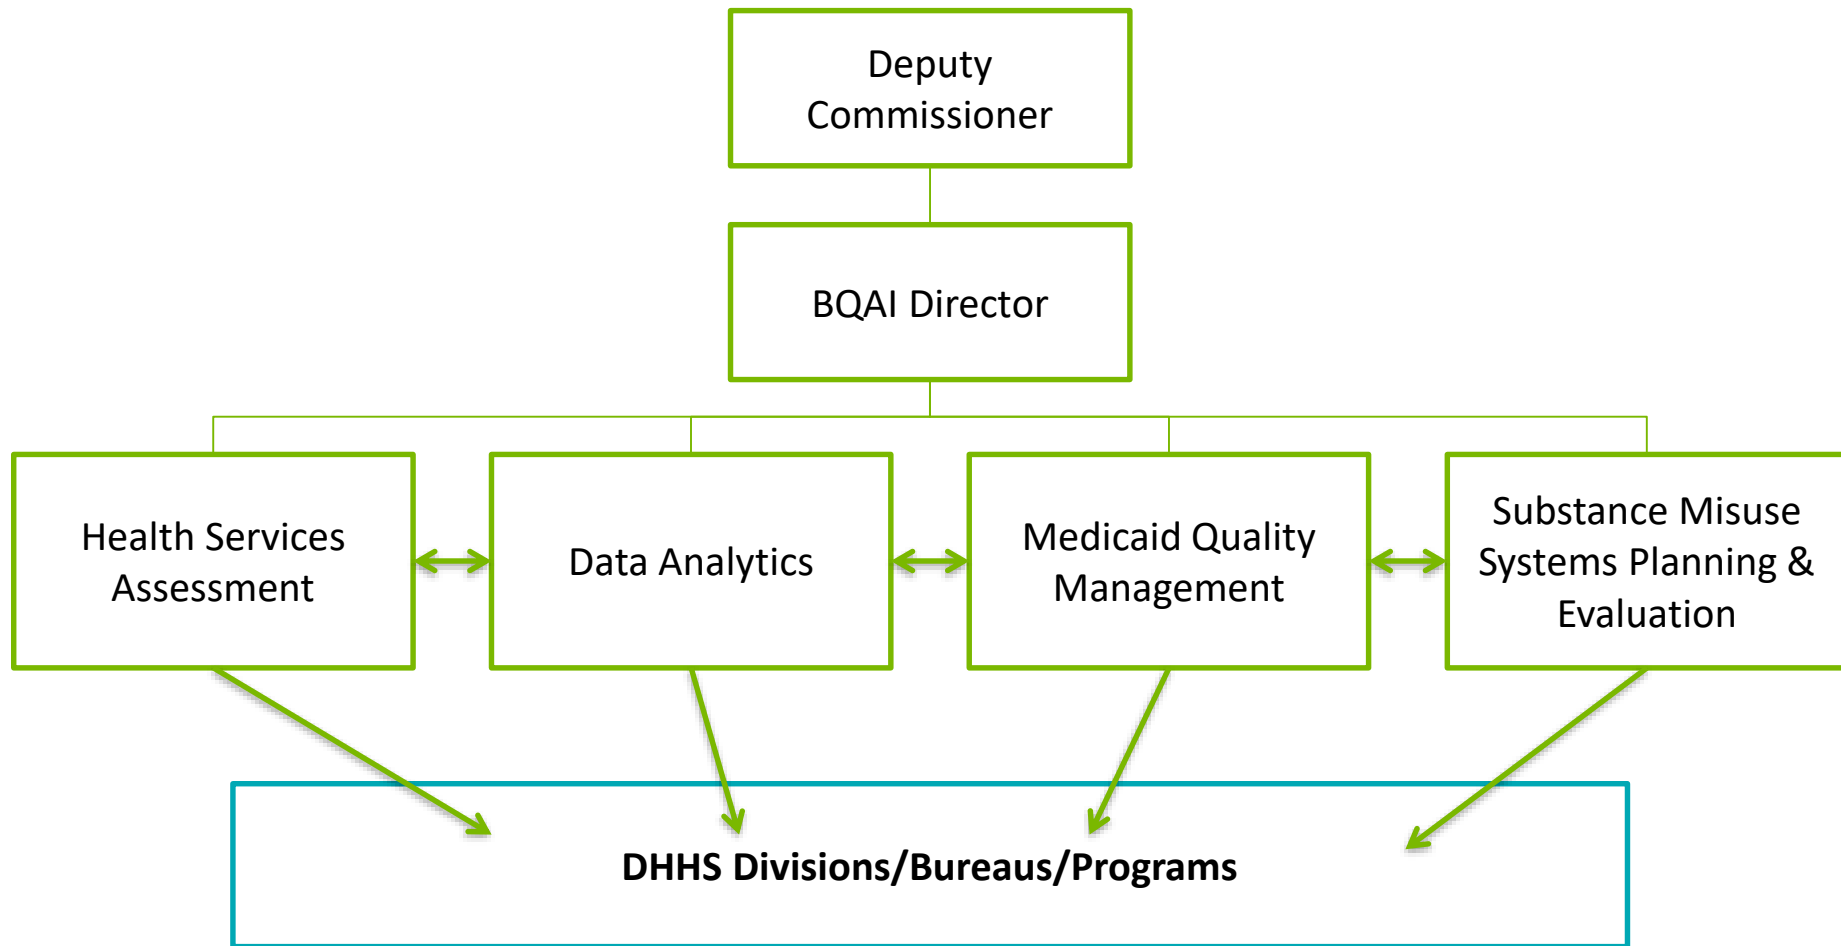 Deputy
Commissioner
BQAI Director
Health Services
Assessment
Data Analytics
Medicaid Quality
Management
Substance Misuse
Systems Planning &
Evaluation
DHHS Divisions/Bureaus/Programs